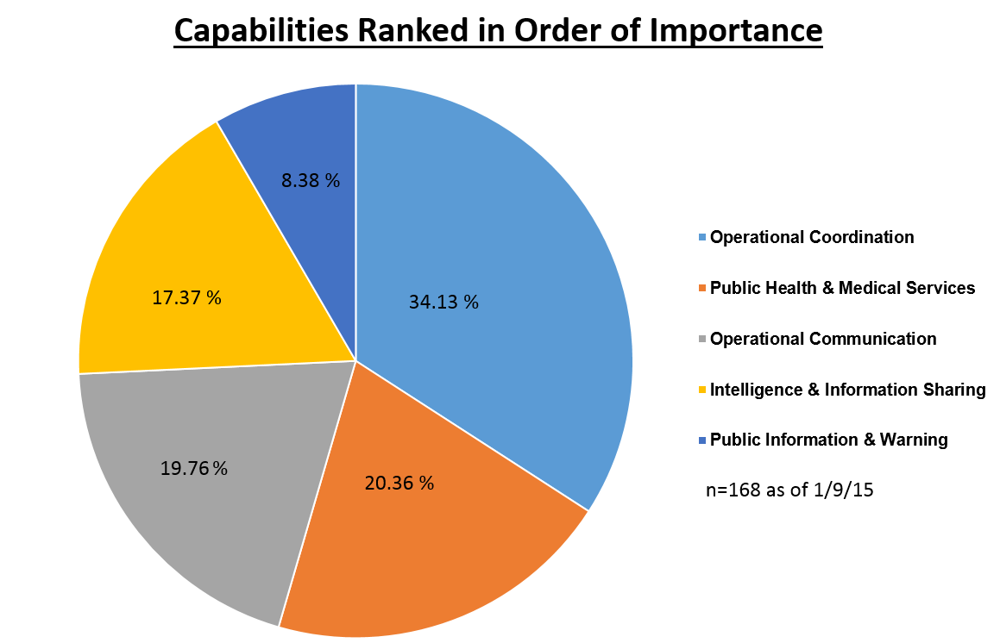 Capabilities Ranked in Order of Importance
8.38 %
34.13 %
17.37 %
19.76 %
20.36 %
Operational Coordination
Public Health & Medical Services
Operational Communication
Intelligence & Information Sharing
Public Information & Warning
n=168 as of 1/9/15